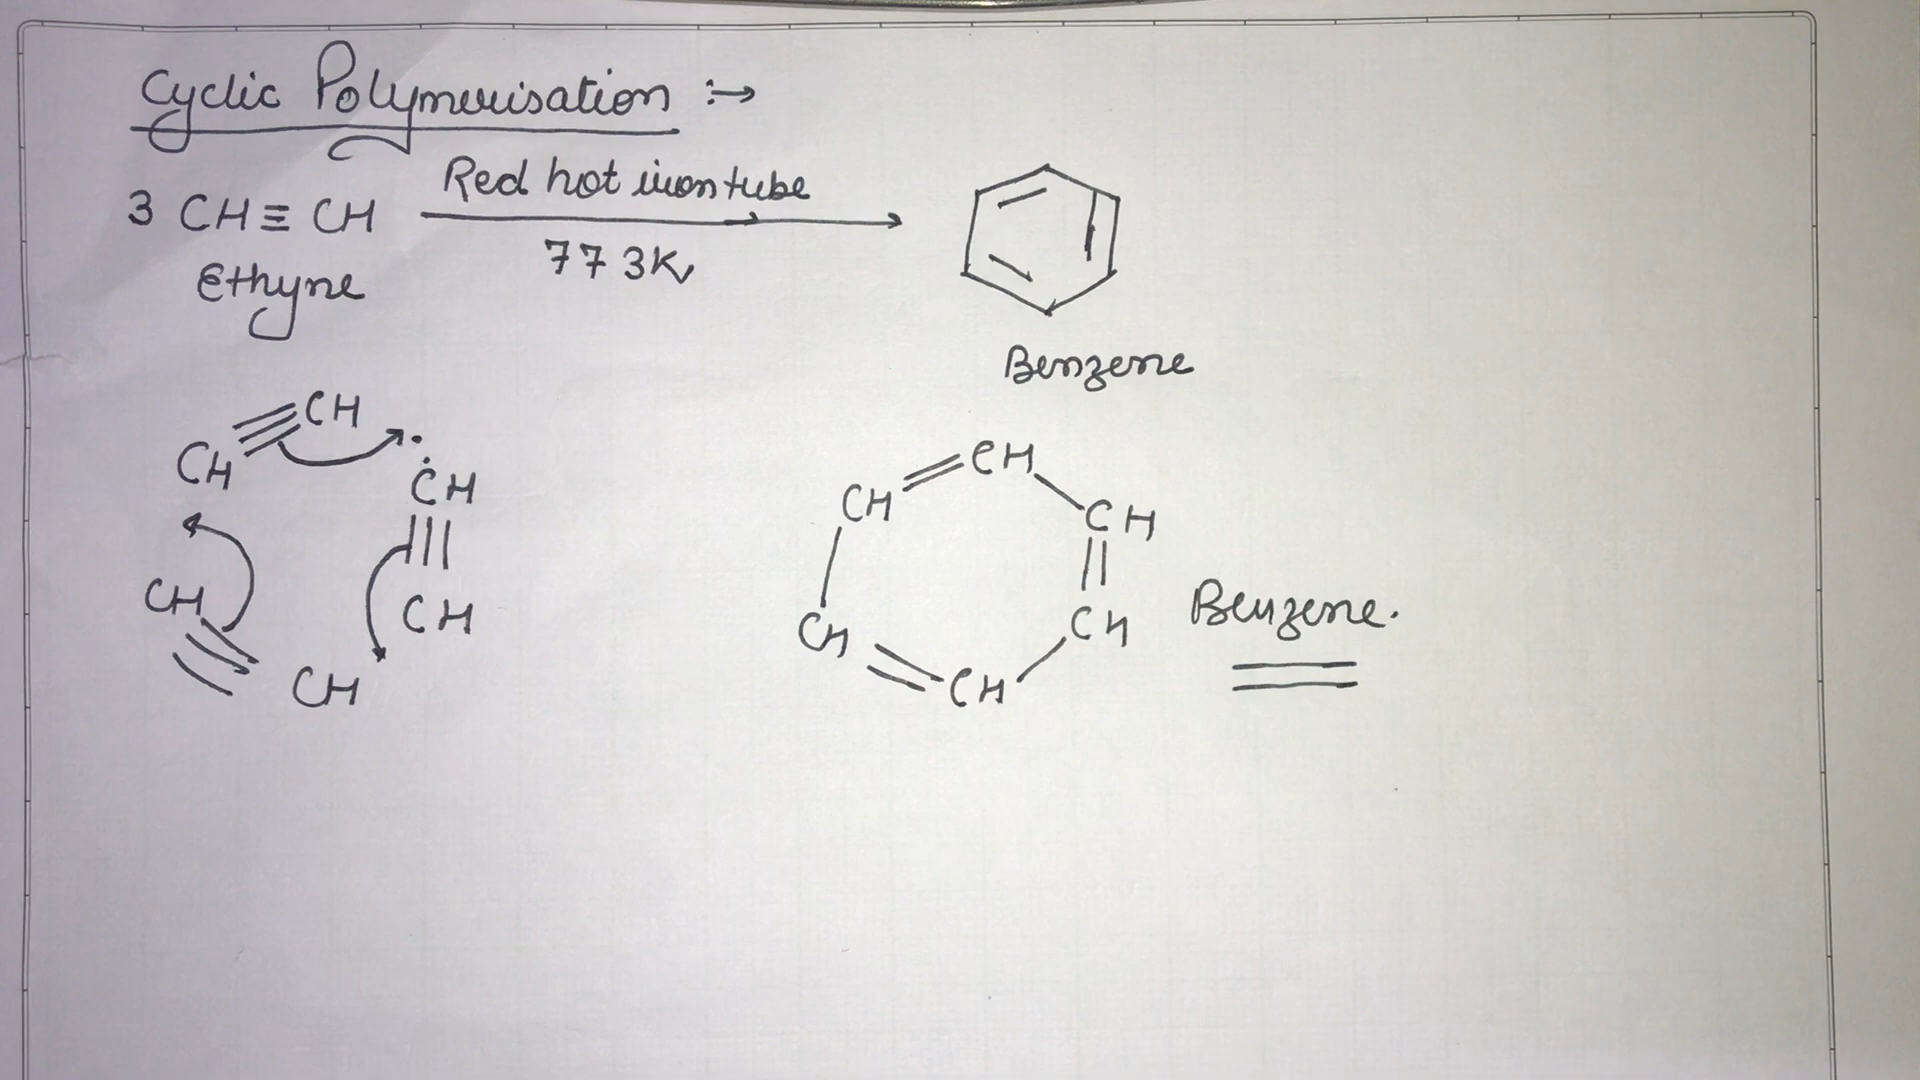 Cyclic Polymerisation :→
3 CH≡CH Red hot iron tube
773K
Ethyne
Benzene
CH≡CH
CH≡CH
CH≡CH
CH=CH
CH=CH
CH=CH
Benzene.